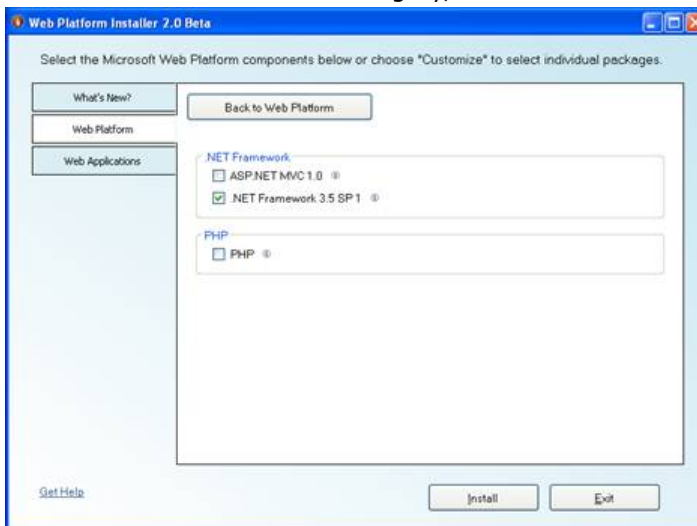 Web Platform Installer 2.0 Beta
Select the Microsoft Web Platform components below or choose "Customize" to select individual packages.
What's New?
Web Platform
Web Applications
Back to Web Platform
.NET Framework
ASP.NET MVC 1.0
.NET Framework 3.5 SP1
PHP
PHP
Get Help
Install
Exit